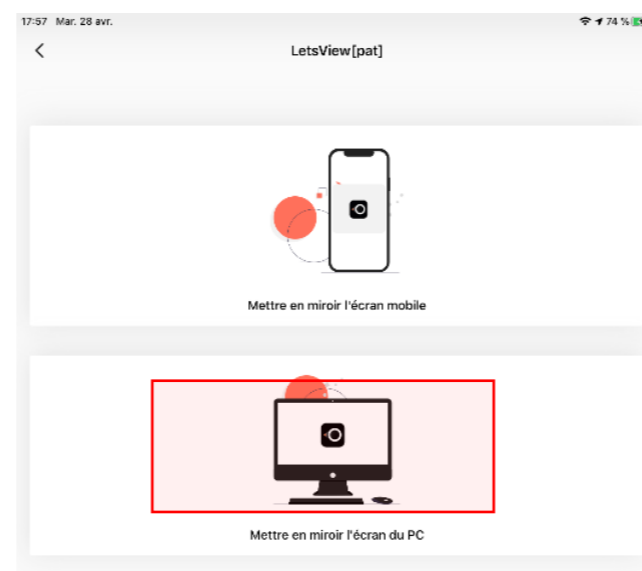 17:57 Mar. 28 avr.
74 %
LetsView[pat]
Mettre en miroir l'écran mobile
Mettre en miroir l'écran du PC